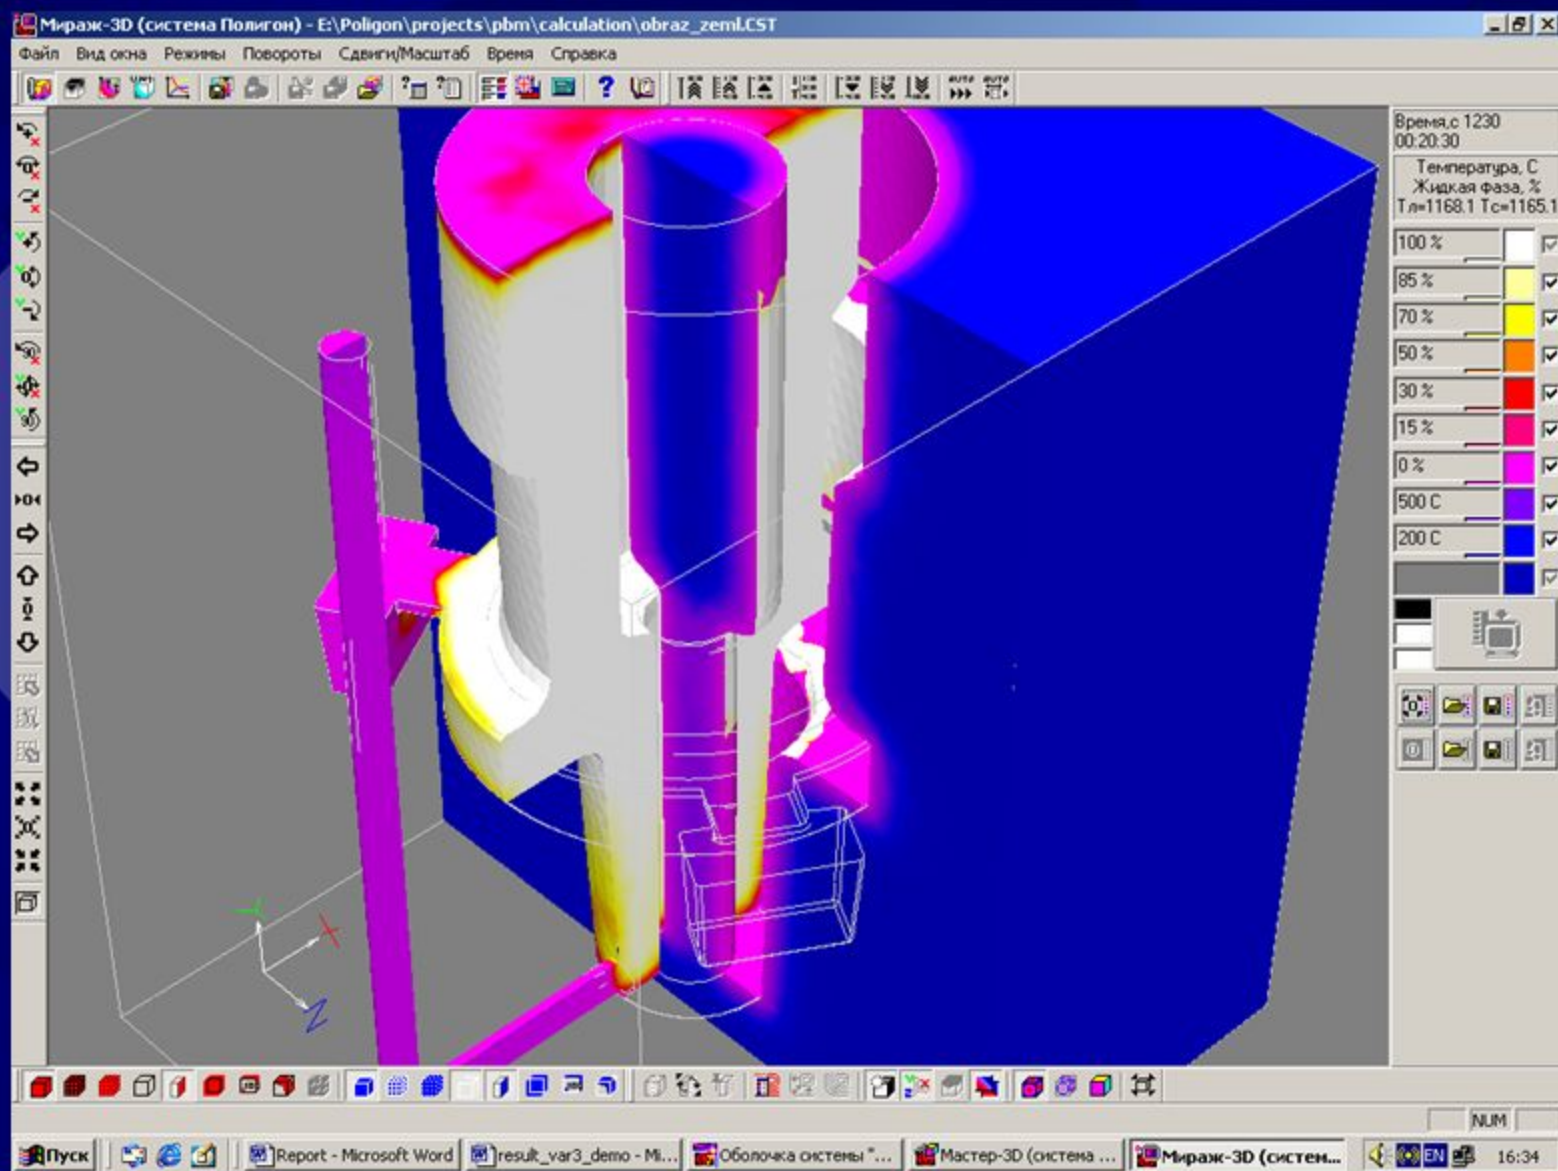 Мираж-3D (система Полигон) - E:\Poligon\projects\pbm\calculation\obraz_zeml.CST
Файл Вид окна Режимы Повороты Сдвиги/Масштаб Время Справка
Время,с 1230
00:20:30
Температура, С
Жидкая фаза, %
Тл=1168.1 Тс=1165.1
100 %
85 %
70 %
50 %
30 %
15 %
0 %
500 C
200 C
Y
X
Z
NUM
Пуск
Report - Microsoft Word
result_var3_demo - Mi...
Оболочка системы "...
Мастер-3D (система ...
Мираж-3D (систем...
EN
16:34